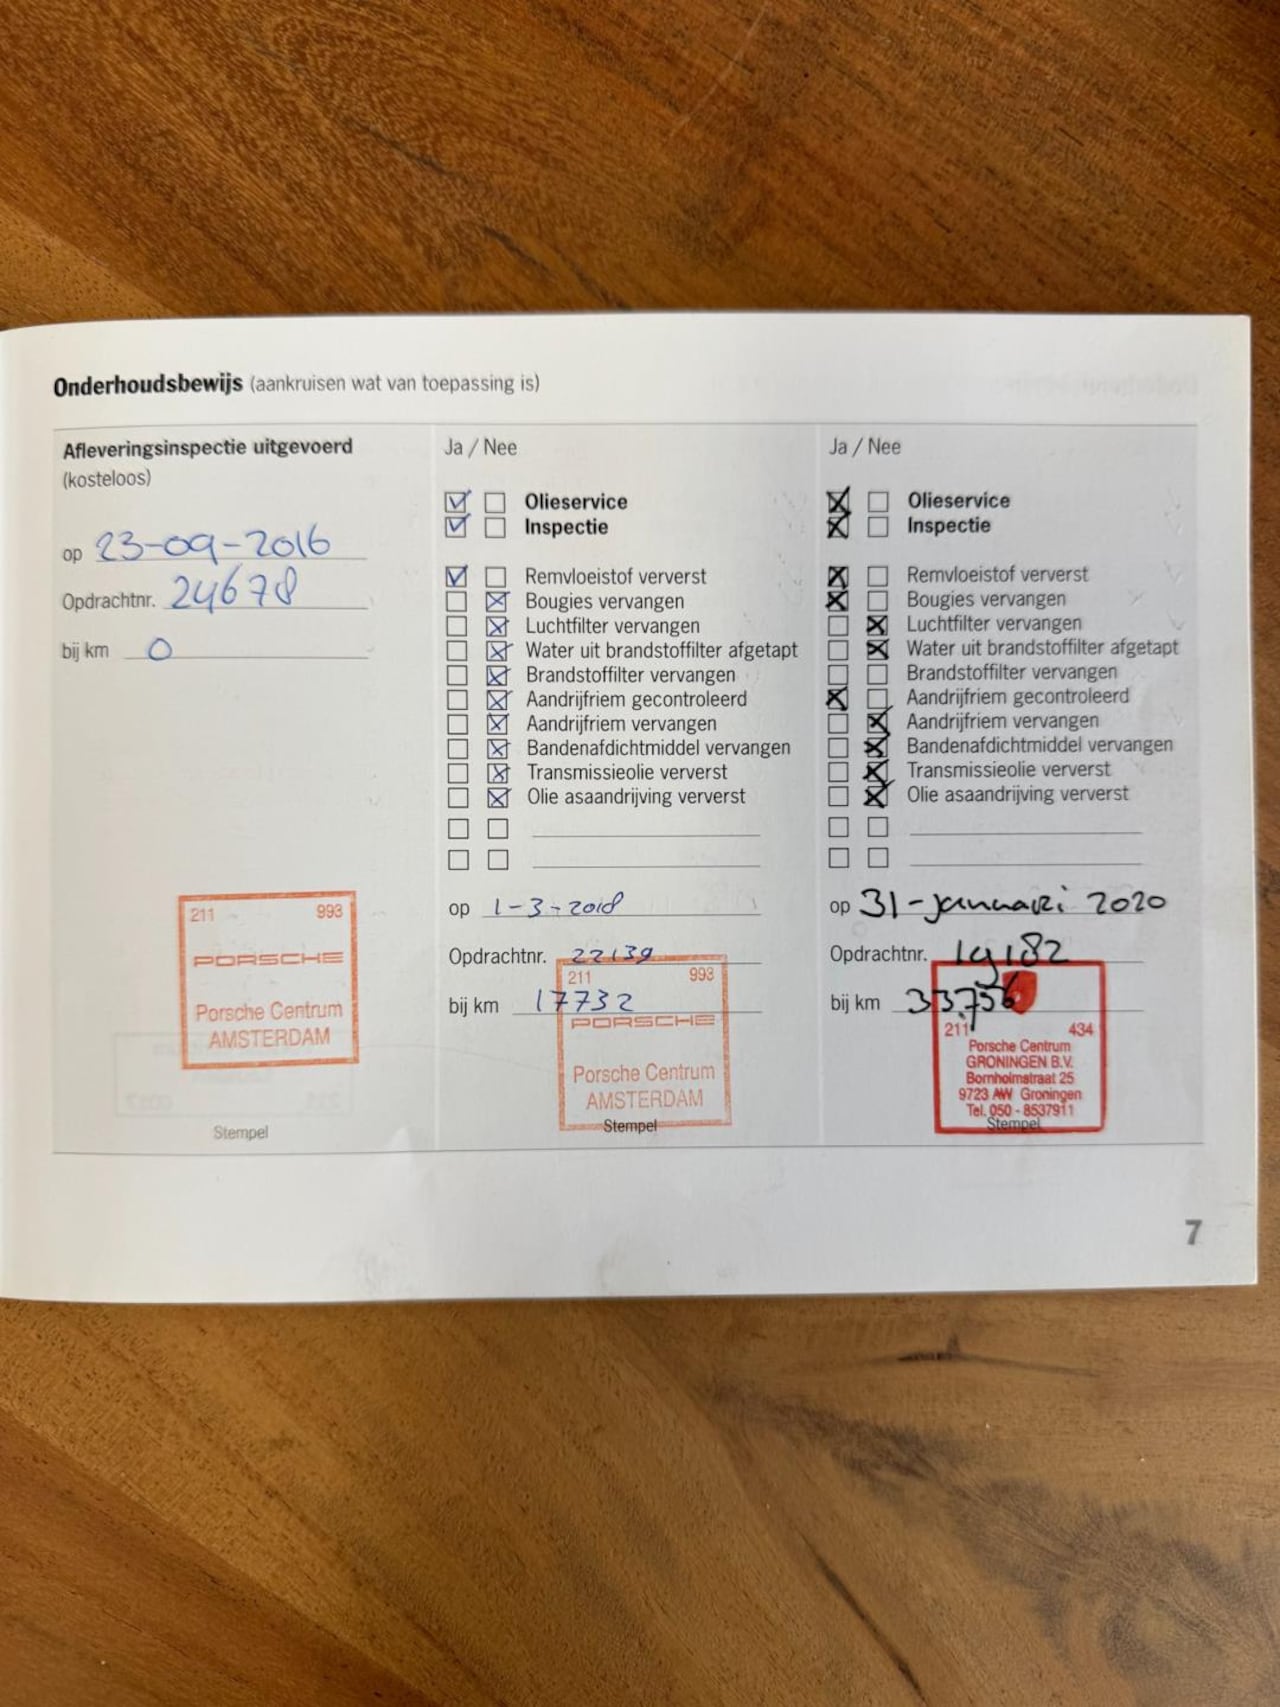 Onderhoudsbewijs (aankruisen wat van toepassing is)
Afleveringsinspectie uitgevoerd
(kosteloos)
op 23-09-2016
Opdrachtnr. 24678
bij km 0
211 993
PORSCHE
Porsche Centrum
AMSTERDAM
Stempel
Ja / Nee
Olieservice
Inspectie
Remvloeistof ververst
Bougies vervangen
Luchtfilter vervangen
Water uit brandstoffilter afgetapt
Brandstoffilter vervangen
Aandrijfriem gecontroleerd
Aandrijfriem vervangen
Bandenafdichtmiddel vervangen
Transmissieolie ververst
Olie asaandrijving ververst
op 1-3-2018
Opdrachtnr. 22139
bij km 17732
211 993
PORSCHE
Porsche Centrum
AMSTERDAM
Stempel
Ja / Nee
Olieservice
Inspectie
Remvloeistof ververst
Bougies vervangen
Luchtfilter vervangen
Water uit brandstoffilter afgetapt
Brandstoffilter vervangen
Aandrijfriem gecontroleerd
Aandrijfriem vervangen
Bandenafdichtmiddel vervangen
Transmissieolie ververst
Olie asaandrijving ververst
op 31-januari 2020
Opdrachtnr. 19182
bij km 33.756
211 434
Porsche Centrum
GRONINGEN B.V.
Bornholmstraat 25
9723 AW Groningen
Tel. 050 - 8537911
Stempel
7